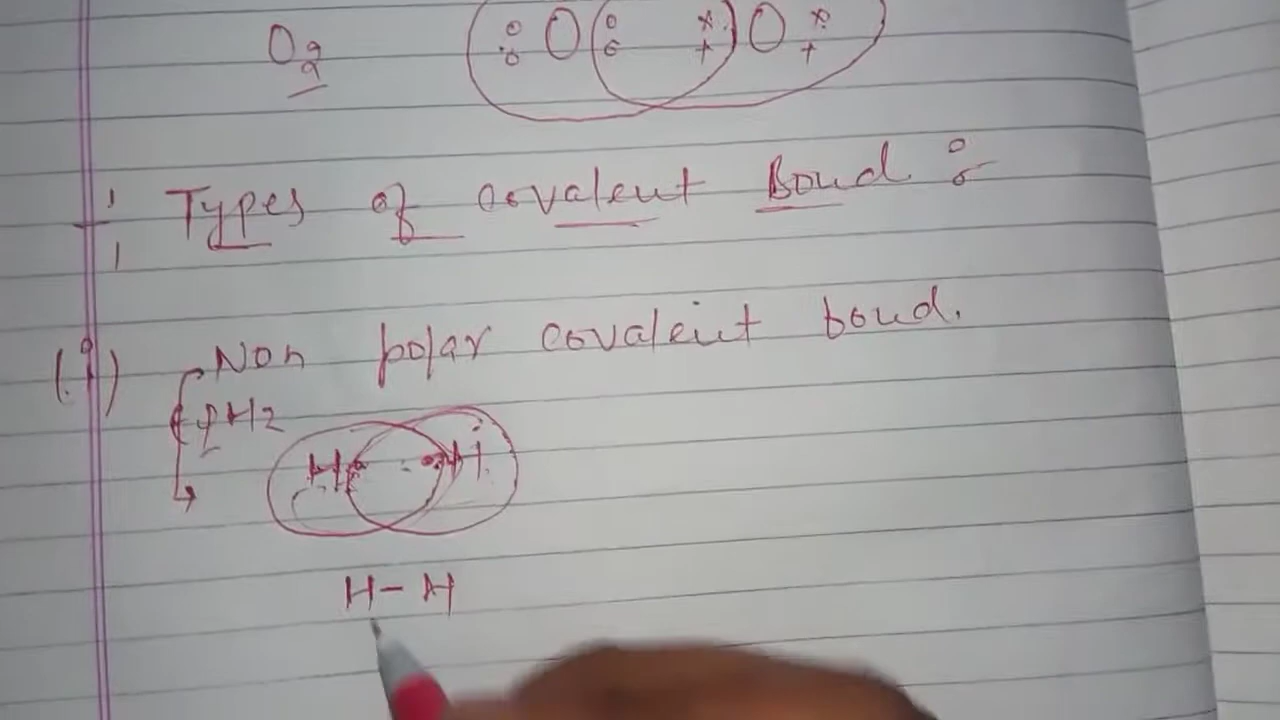 O2 O O
Types of covalent Bond :-
(i) Non polar covalent bond.
H2
H H
H - H